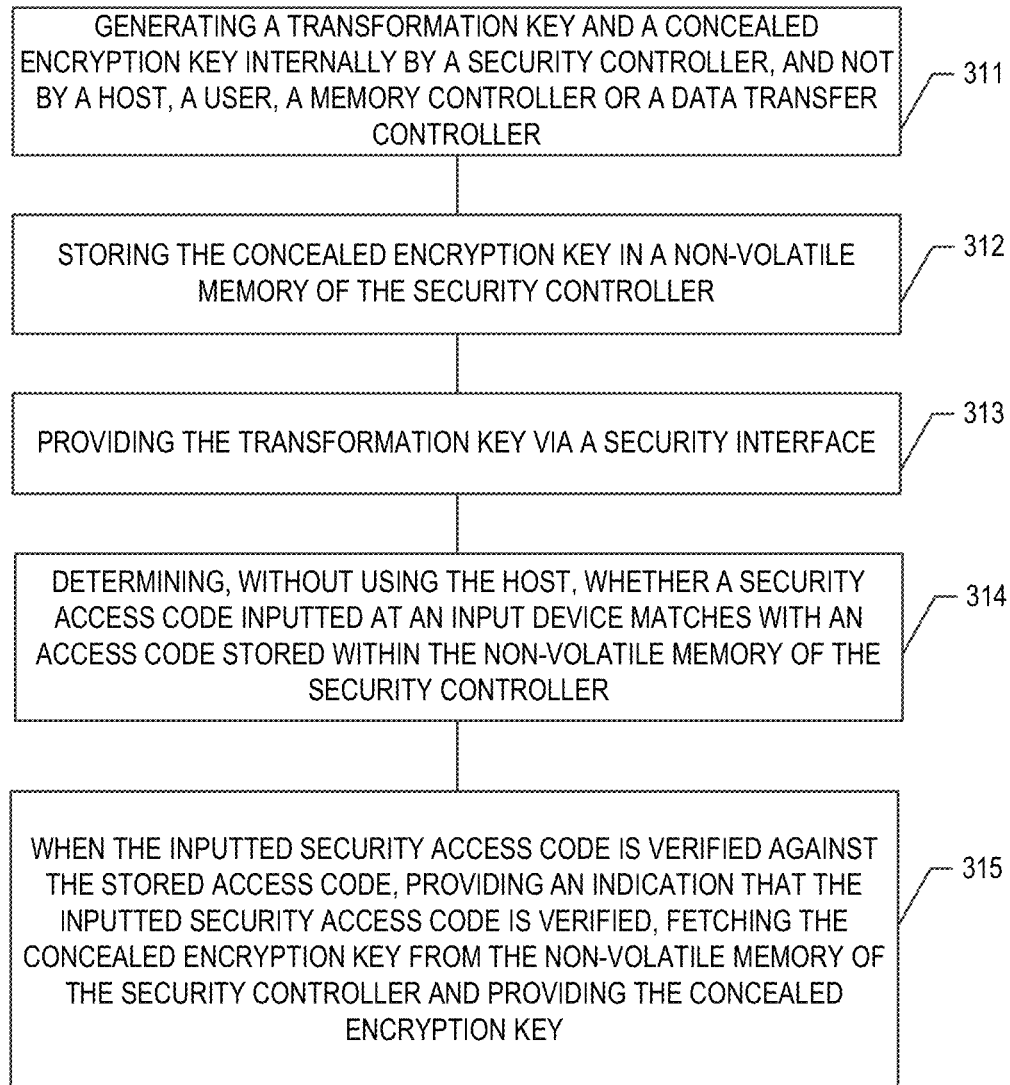 GENERATING A TRANSFORMATION KEY AND A CONCEALED
ENCRYPTION KEY INTERNALLY BY A SECURITY CONTROLLER, AND NOT
BY A HOST, A USER, A MEMORY CONTROLLER OR A DATA TRANSFER
CONTROLLER
311
STORING THE CONCEALED ENCRYPTION KEY IN A NON-VOLATILE
MEMORY OF THE SECURITY CONTROLLER
312
PROVIDING THE TRANSFORMATION KEY VIA A SECURITY INTERFACE
313
DETERMINING, WITHOUT USING THE HOST, WHETHER A SECURITY
ACCESS CODE INPUTTED AT AN INPUT DEVICE MATCHES WITH AN
ACCESS CODE STORED WITHIN THE NON-VOLATILE MEMORY OF THE
SECURITY CONTROLLER
314
WHEN THE INPUTTED SECURITY ACCESS CODE IS VERIFIED AGAINST
THE STORED ACCESS CODE, PROVIDING AN INDICATION THAT THE
INPUTTED SECURITY ACCESS CODE IS VERIFIED, FETCHING THE
CONCEALED ENCRYPTION KEY FROM THE NON-VOLATILE MEMORY OF
THE SECURITY CONTROLLER AND PROVIDING THE CONCEALED
ENCRYPTION KEY
315